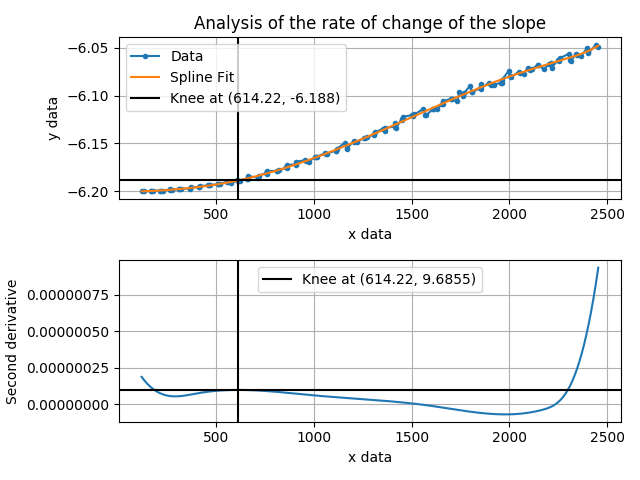 Analysis of the rate of change of the slope
Data
Spline Fit
Knee at (614.22, -6.188)
y data
−6.05
−6.10
−6.15
−6.20
500
1000
1500
2000
2500
x data
Knee at (614.22, 9.6855)
Second derivative
0.00000075
0.00000050
0.00000025
0.00000000
500
1000
1500
2000
2500
x data